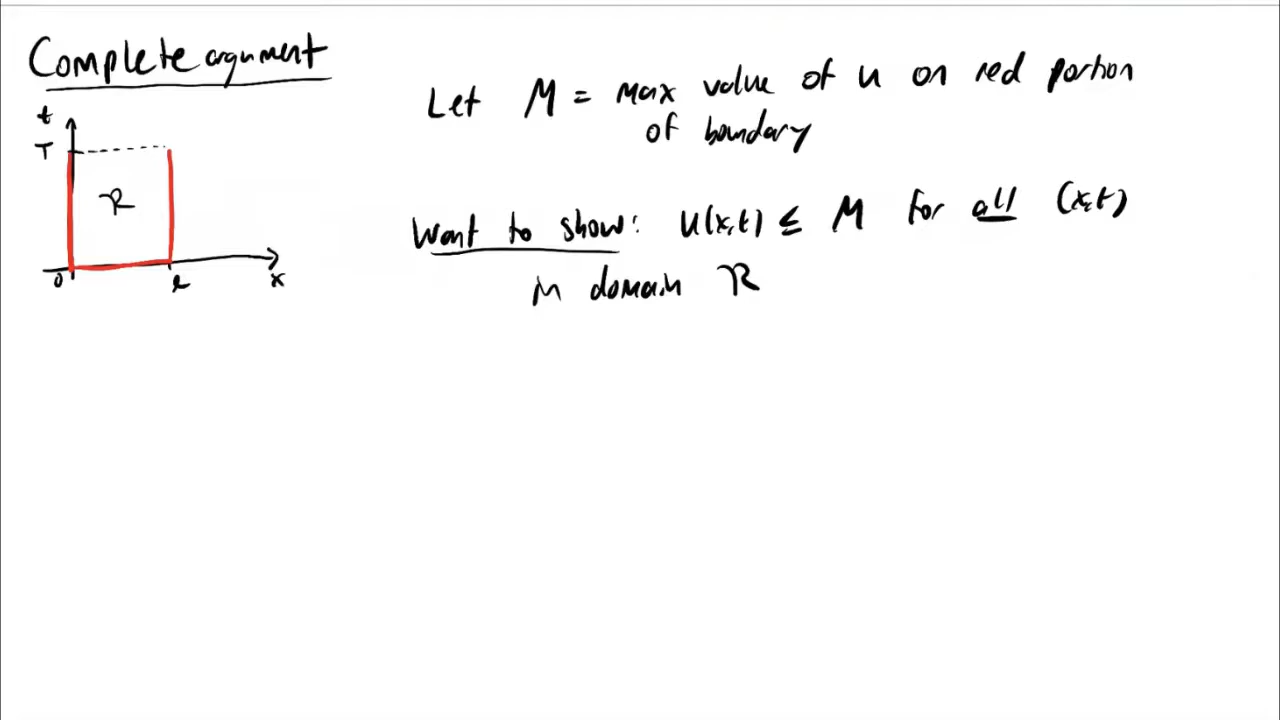 Complete argument
Let M = max value of u on red portion
of boundary
t
T
R
0
l
x
Want to show: u(x,t) ≤ M for all (x,t)
in domain R